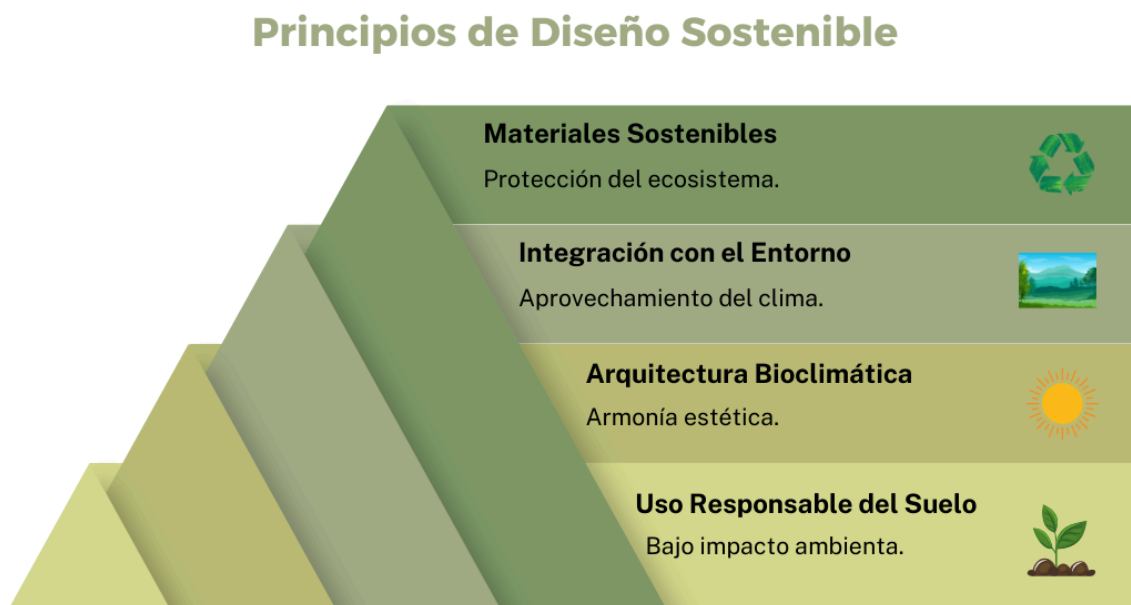 Principios de Diseño Sostenible
Materiales Sostenibles
Protección del ecosistema.
Integración con el Entorno
Aprovechamiento del clima.
Arquitectura Bioclimática
Armonía estética.
Uso Responsable del Suelo
Bajo impacto ambienta.